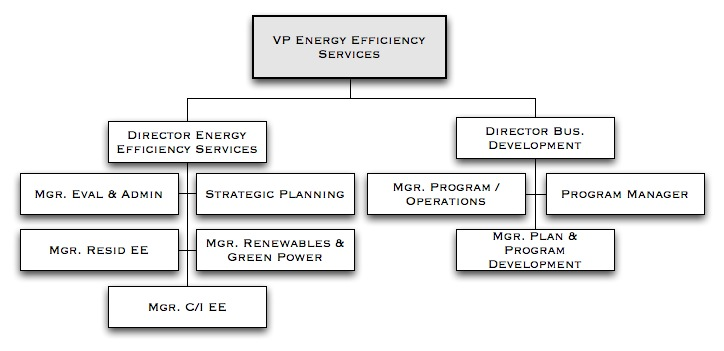 VP Energy Efficiency
Services
Director Energy
Efficiency Services
Director Bus.
Development
Mgr. Eval & Admin
Strategic Planning
Mgr. Program /
Operations
Program Manager
Mgr. Resid EE
Mgr. Renewables &
Green Power
Mgr. Plan &
Program
Development
Mgr. C/I EE